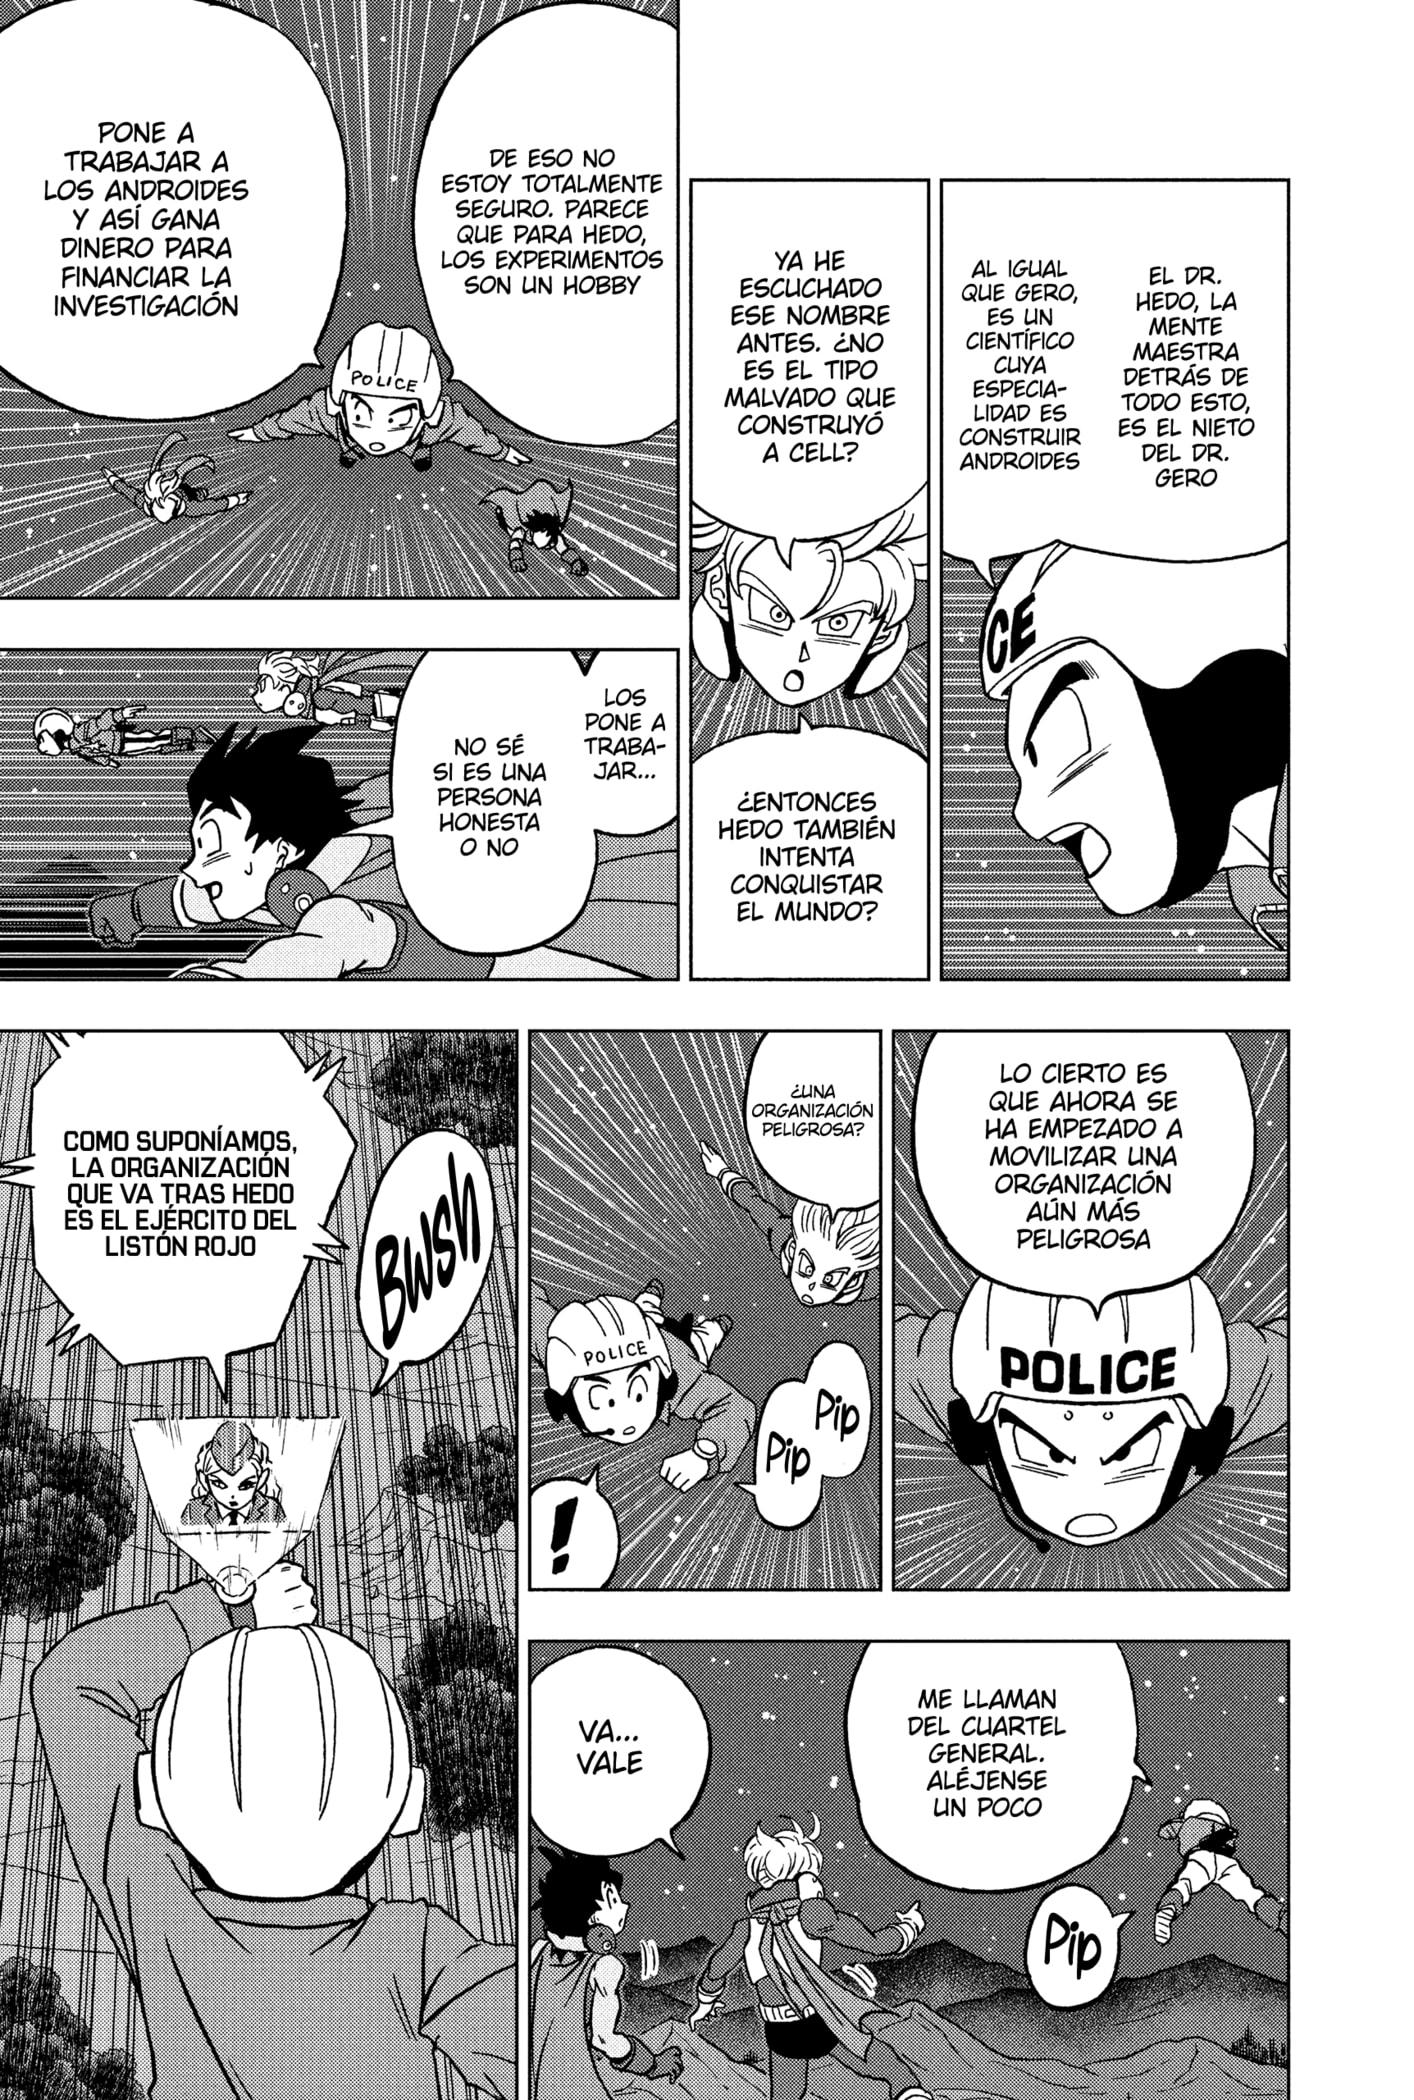 EL DR.
HEDO, LA
MENTE
MAESTRA
DETRÁS DE
TODO ESTO,
ES EL NIETO
DEL DR.
GERO
AL IGUAL
QUE GERO,
ES UN
CIENTÍFICO
CUYA
ESPECIA-
LIDAD ES
CONSTRUIR
ANDROIDES
CE
YA HE
ESCUCHADO
ESE NOMBRE
ANTES. ¿NO
ES EL TIPO
MALVADO QUE
CONSTRUYÓ
A CELL?
¿ENTONCES
HEDO TAMBIÉN
INTENTA
CONQUISTAR
EL MUNDO?
DE ESO NO
ESTOY TOTALMENTE
SEGURO. PARECE
QUE PARA HEDO,
LOS EXPERIMENTOS
SON UN HOBBY
PONE A
TRABAJAR A
LOS ANDROIDES
Y ASÍ GANA
DINERO PARA
FINANCIAR LA
INVESTIGACIÓN
POLICE
LOS
PONE A
TRABA-
JAR...
NO SÉ
SI ES UNA
PERSONA
HONESTA
O NO
LO CIERTO ES
QUE AHORA SE
HA EMPEZADO A
MOVILIZAR UNA
ORGANIZACIÓN
AÚN MÁS
PELIGROSA
POLICE
¿UNA
ORGANIZACIÓN
PELIGROSA?
POLICE
PIP
PIP
!
ME LLAMAN
DEL CUARTEL
GENERAL.
ALÉJENSE
UN POCO
PIP
VA...
VALE
BWSH
COMO SUPONÍAMOS,
LA ORGANIZACIÓN
QUE VA TRAS HEDO
ES EL EJÉRCITO DEL
LISTÓN ROJO